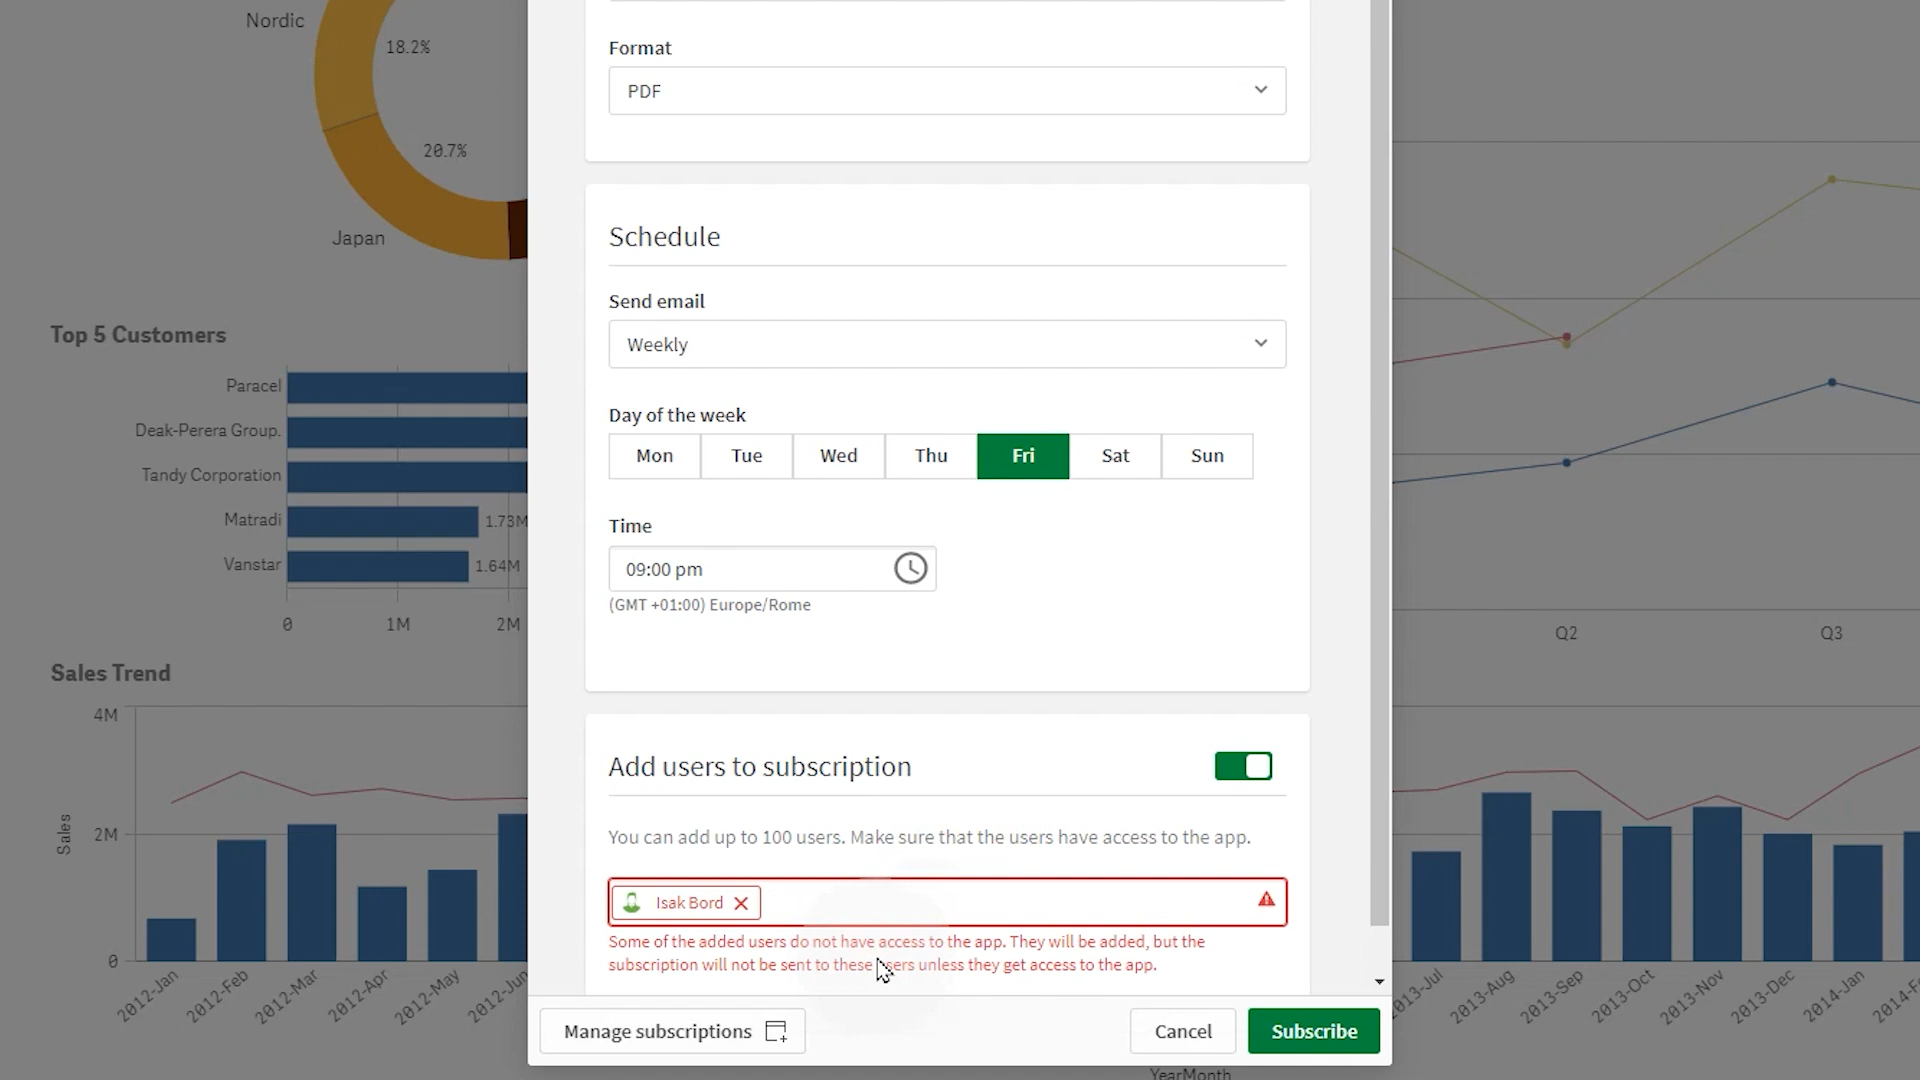 Nordic
18.2%
20.7%
Japan
Top 5 Customers
Paracel
Deak-Perera Group.
Tandy Corporation
Matradi
1.73M
Vanstar
1.64M
0
1M
2M
Sales Trend
4M
2M
0
Sales
2012-Jan
2012-Feb
2012-Mar
2012-Apr
2012-May
2012-Jun
Format
PDF
Schedule
Send email
Weekly
Day of the week
Mon Tue Wed Thu Fri Sat Sun
Time
09:00 pm
(GMT +01:00) Europe/Rome
Add users to subscription
You can add up to 100 users. Make sure that the users have access to the app.
Isak Bord
Some of the added users do not have access to the app. They will be added, but the
subscription will not be sent to these users unless they get access to the app.
Manage subscriptions
Cancel
Subscribe
Q2
Q3
2013-Jul
2013-Aug
2013-Sep
2013-Oct
2013-Nov
2013-Dec
2014-Jan
2014-Fe
YearMonth